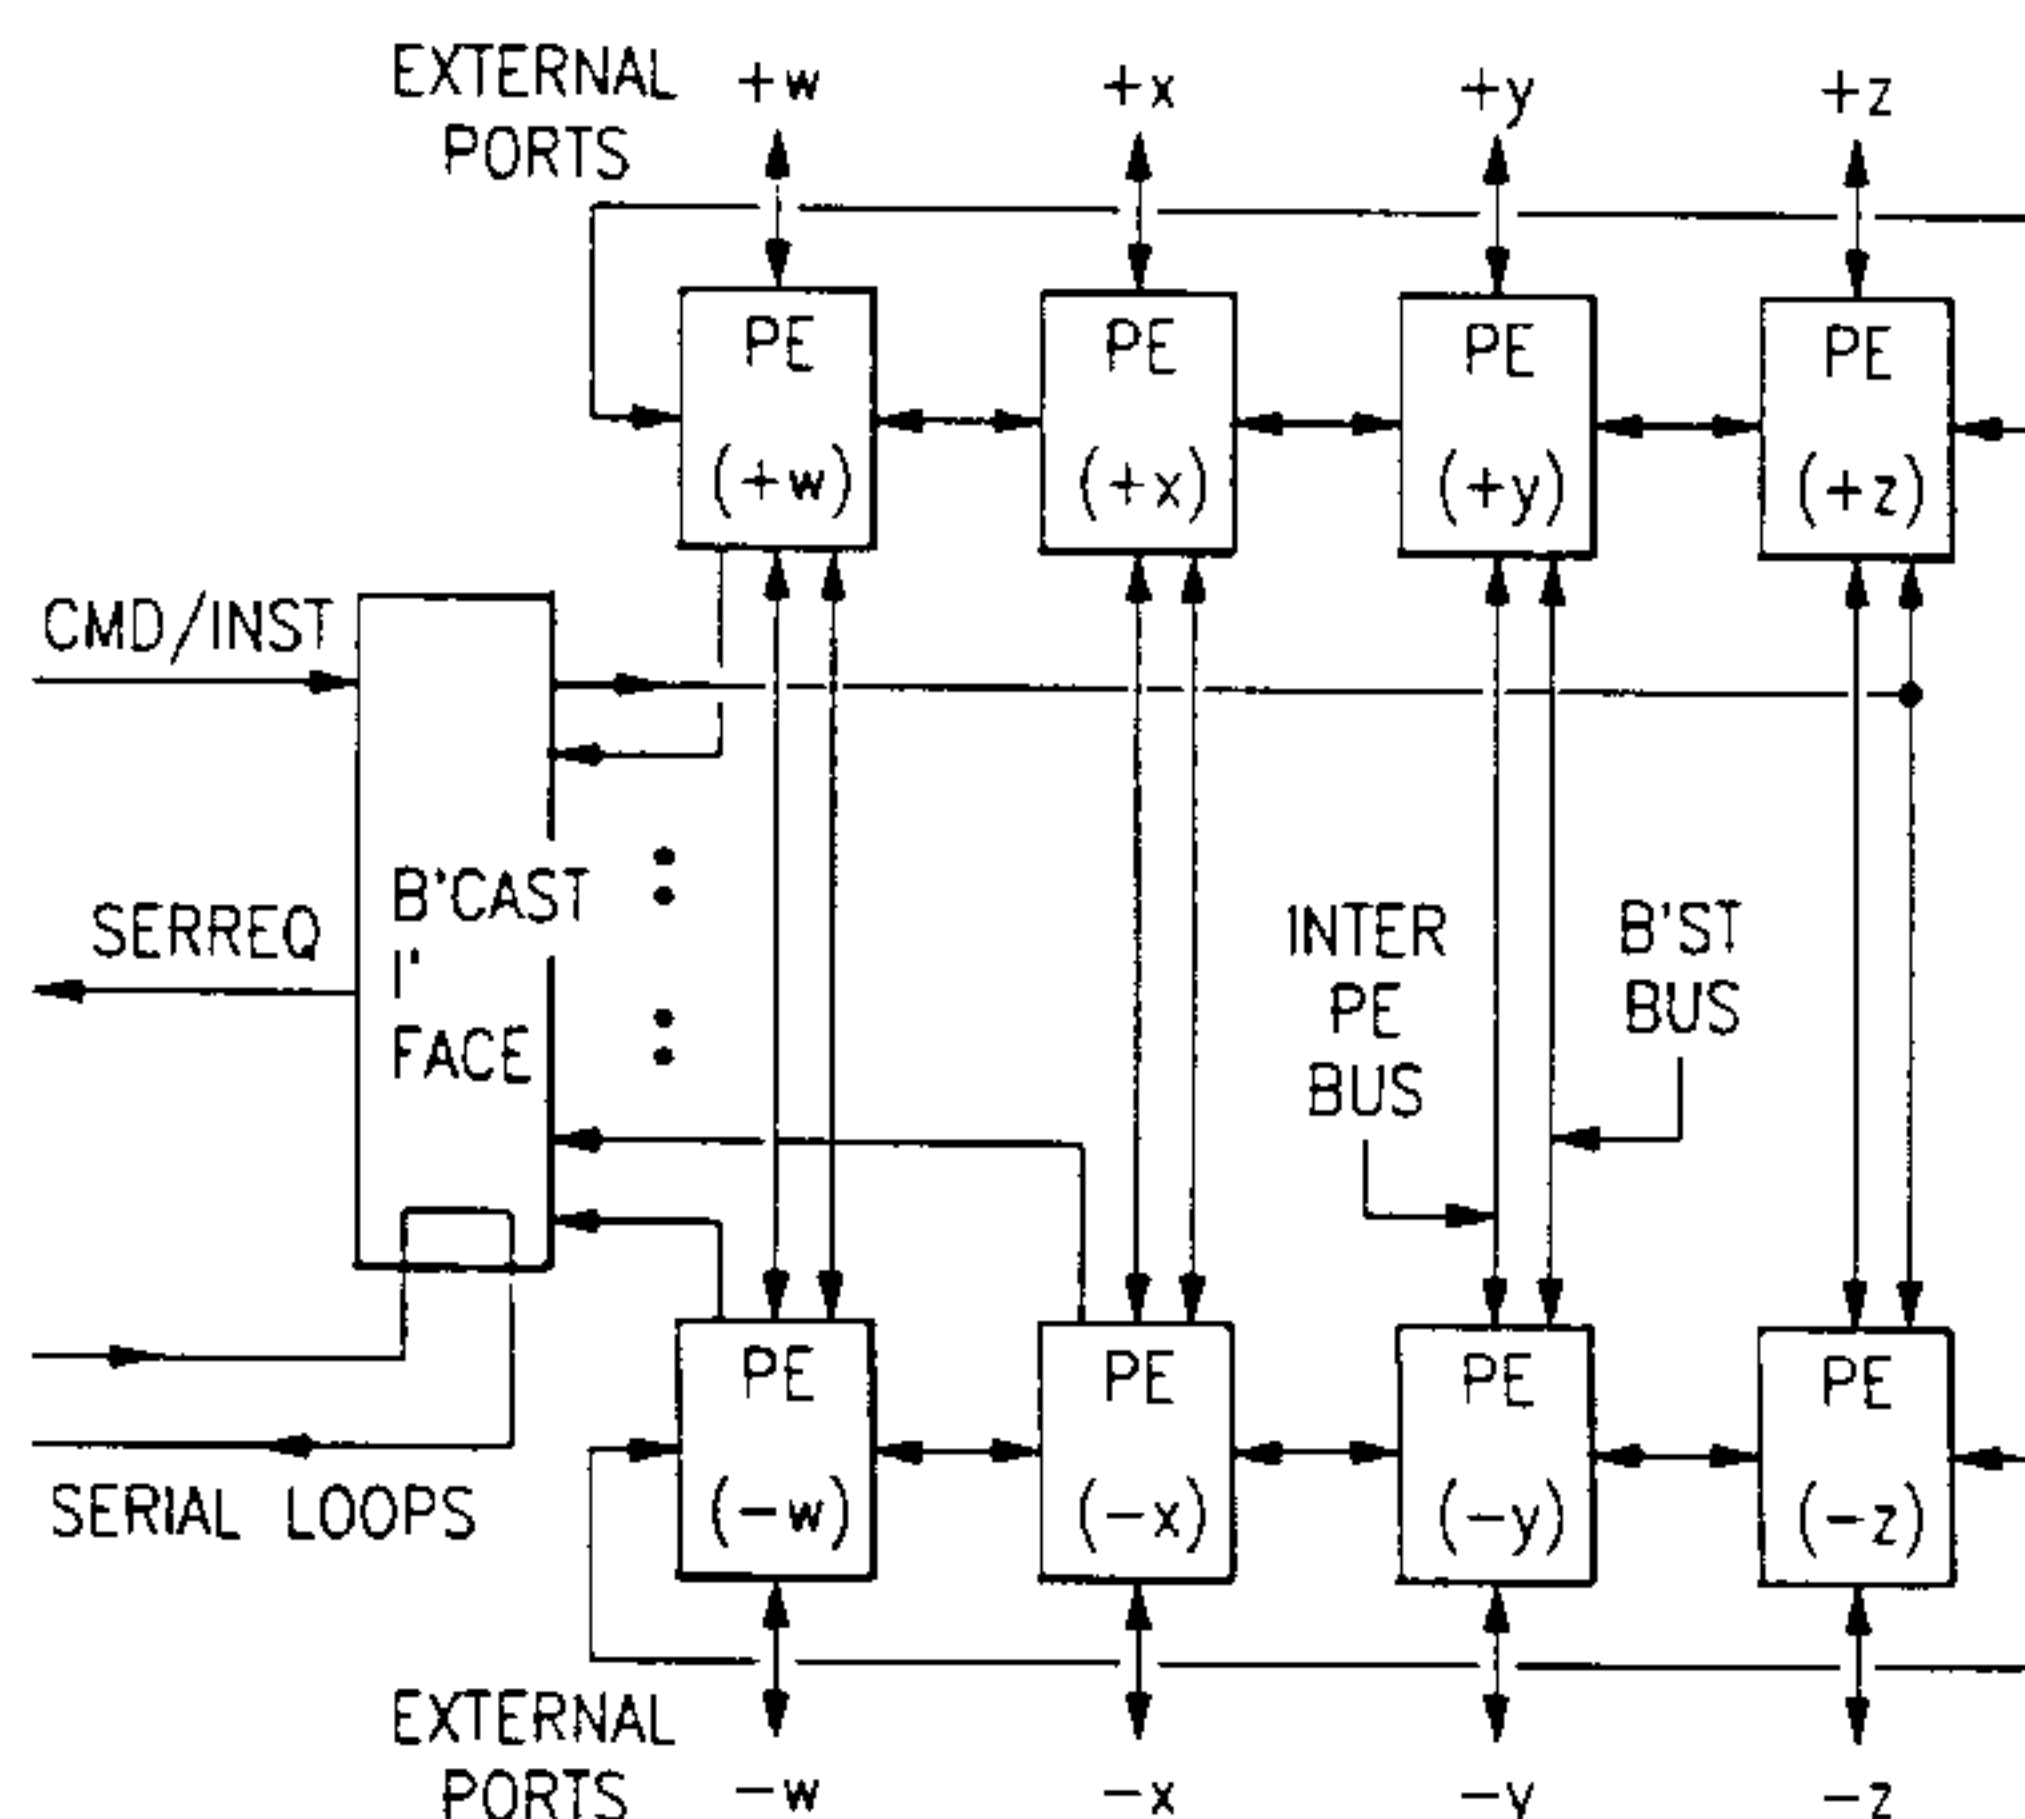 EXTERNAL PORTS
+w
+x
+y
+z
PE (+w)
PE (+x)
PE (+y)
PE (+z)
CMD/INST
SERREQ
B'CAST
I'
FACE
INTER
PE
BUS
B'ST
BUS
SERIAL LOOPS
PE (-w)
PE (-x)
PE (-y)
PE (-z)
EXTERNAL PORTS
-w
-x
-y
-z